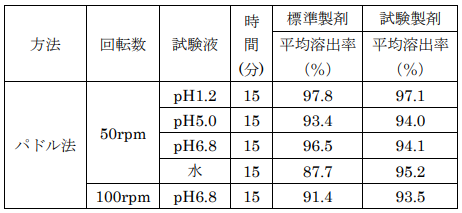 方法 回転数 試験液 時間(分) 標準製剤 試験製剤
平均溶出率(%) 平均溶出率(%)
パドル法 50rpm pH1.2 15 97.8 97.1
pH5.0 15 93.4 94.0
pH6.8 15 96.5 94.1
水 15 87.7 95.2
100rpm pH6.8 15 91.4 93.5